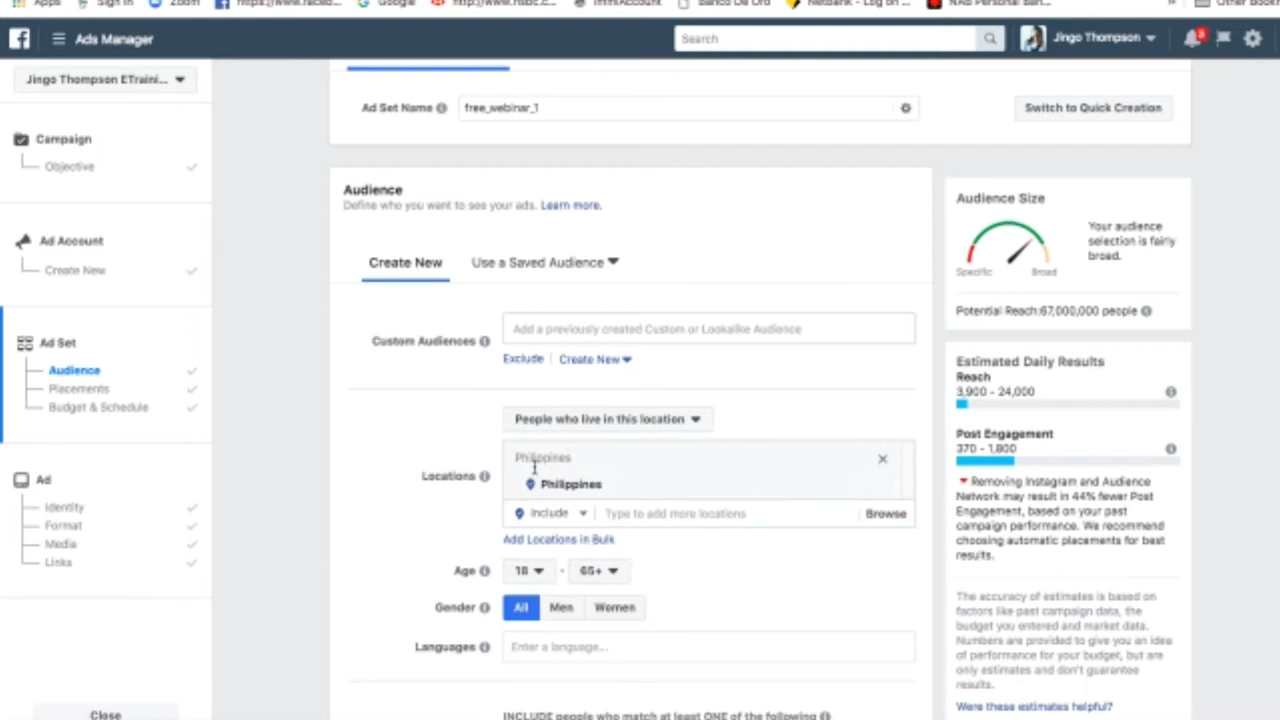 Apps
Zoom
Google
ImmiAccount
Banco De Oro
NetBank - Log on ...
NAB Personal Ban...
Ads Manager
Search
Jingo Thompson
Jingo Thompson ETraini...
Campaign
Objective
Ad Account
Create New
Ad Set
Audience
Placements
Budget & Schedule
Ad
Identity
Format
Media
Links
Close
Ad Set Name
free_webinar_1
Switch to Quick Creation
Audience
Define who you want to see your ads. Learn more.
Create New
Use a Saved Audience
Custom Audiences
Add a previously created Custom or Lookalike Audience
Exclude
Create New
Locations
People who live in this location
Philippines
Philippines
Include
Type to add more locations
Browse
Add Locations in Bulk
Age
18 - 65+
Gender
All
Men
Women
Languages
Enter a language...
INCLUDE people who match at least ONE of the following
Audience Size
Specific
Broad
Your audience
selection is fairly
broad.
Potential Reach:67,000,000 people
Estimated Daily Results
Reach
3,900 - 24,000
Post Engagement
370 - 1,800
Removing Instagram and Audience
Network may result in 44% fewer Post
Engagement, based on your past
campaign performance. We recommend
choosing automatic placements for best
results.
The accuracy of estimates is based on
factors like past campaign data, the
budget you entered and market data.
Numbers are provided to give you an idea
of performance for your budget, but are
only estimates and don't guarantee
results.
Were these estimates helpful?